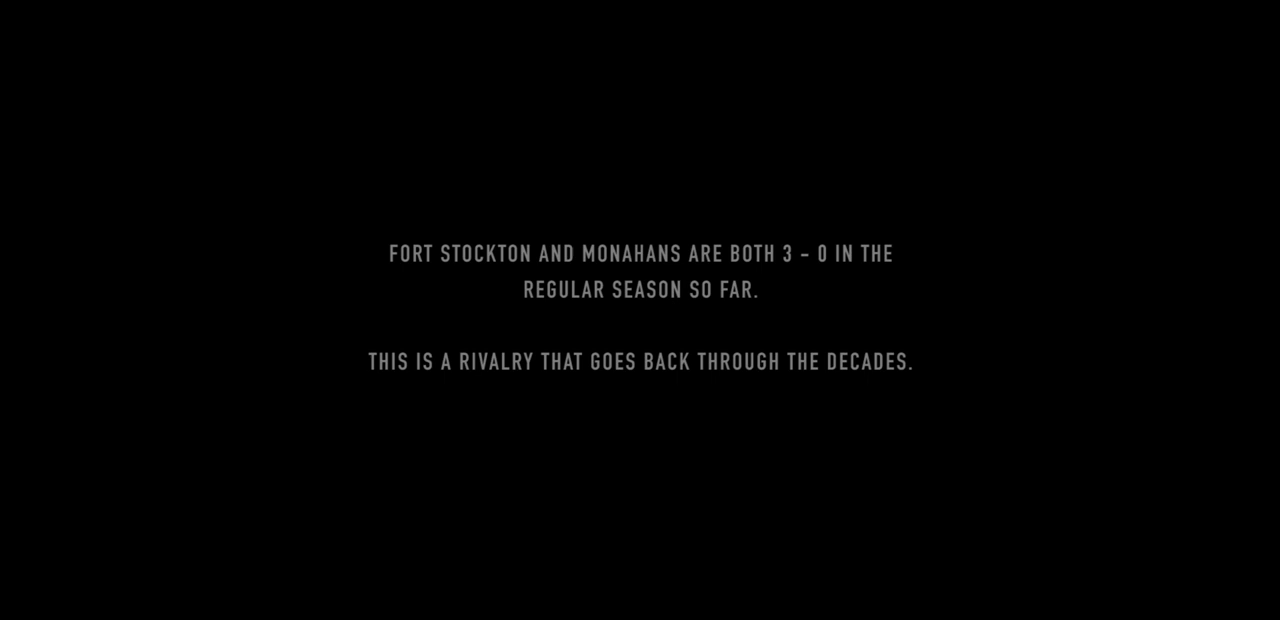 FORT STOCKTON AND MONAHANS ARE BOTH 3 - 0 IN THE
REGULAR SEASON SO FAR.
THIS IS A RIVALRY THAT GOES BACK THROUGH THE DECADES.